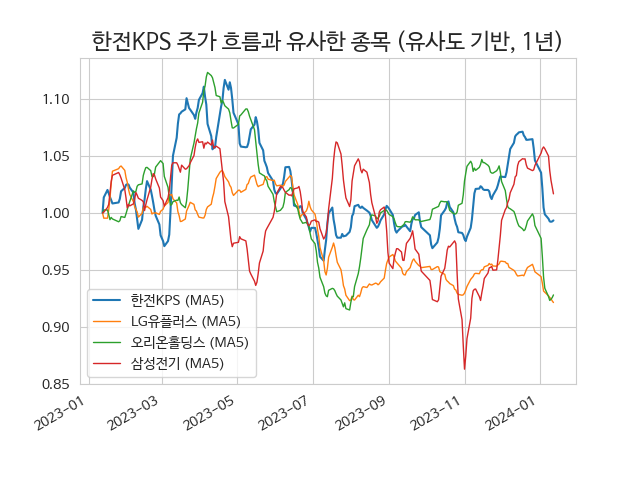 한전KPS 주가 흐름과 유사한 종목 (유사도 기반, 1년)
1.10
1.05
1.00
0.95
0.90
0.85
한전KPS (MA5)
LG유플러스 (MA5)
오리온홀딩스 (MA5)
삼성전기 (MA5)
2023-01
2023-03
2023-05
2023-07
2023-09
2023-11
2024-01